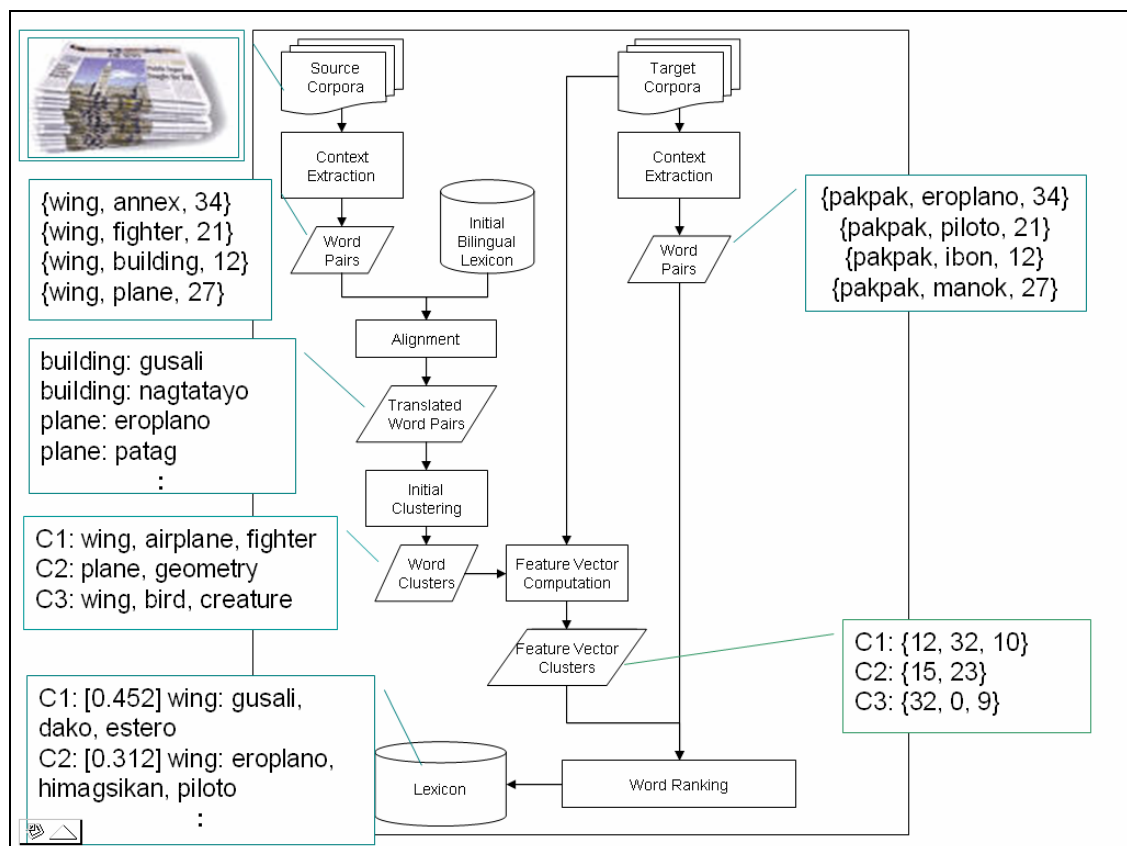 Source
Corpora
Target
Corpora
Context
Extraction
Context
Extraction
{wing, annex, 34}
{wing, fighter, 21}
{wing, building, 12}
{wing, plane, 27}
Word
Pairs
Initial
Bilingual
Lexicon
Word
Pairs
{pakpak, eroplano, 34}
{pakpak, piloto, 21}
{pakpak, ibon, 12}
{pakpak, manok, 27}
Alignment
building: gusali
building: nagtatayo
plane: eroplano
plane: patag
:
Translated
Word Pairs
Initial
Clustering
C1: wing, airplane, fighter
C2: plane, geometry
C3: wing, bird, creature
Word
Clusters
Feature Vector
Computation
Feature Vector
Clusters
C1: {12, 32, 10}
C2: {15, 23}
C3: {32, 0, 9}
C1: [0.452] wing: gusali,
dako, estero
C2: [0.312] wing: eroplano,
himagsikan, piloto
:
Lexicon
Word Ranking